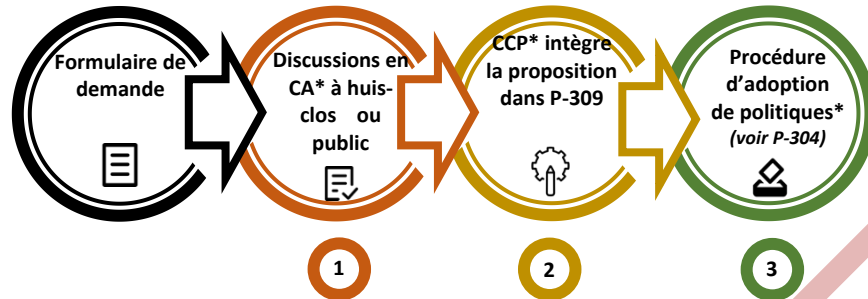 Formulaire de
demande
Discussions en
CA* à huis-
clos ou
public
CCP* intègre
la proposition
dans P-309
Procédure
d'adoption
de politiques*
(voir P-304)
1
2
3